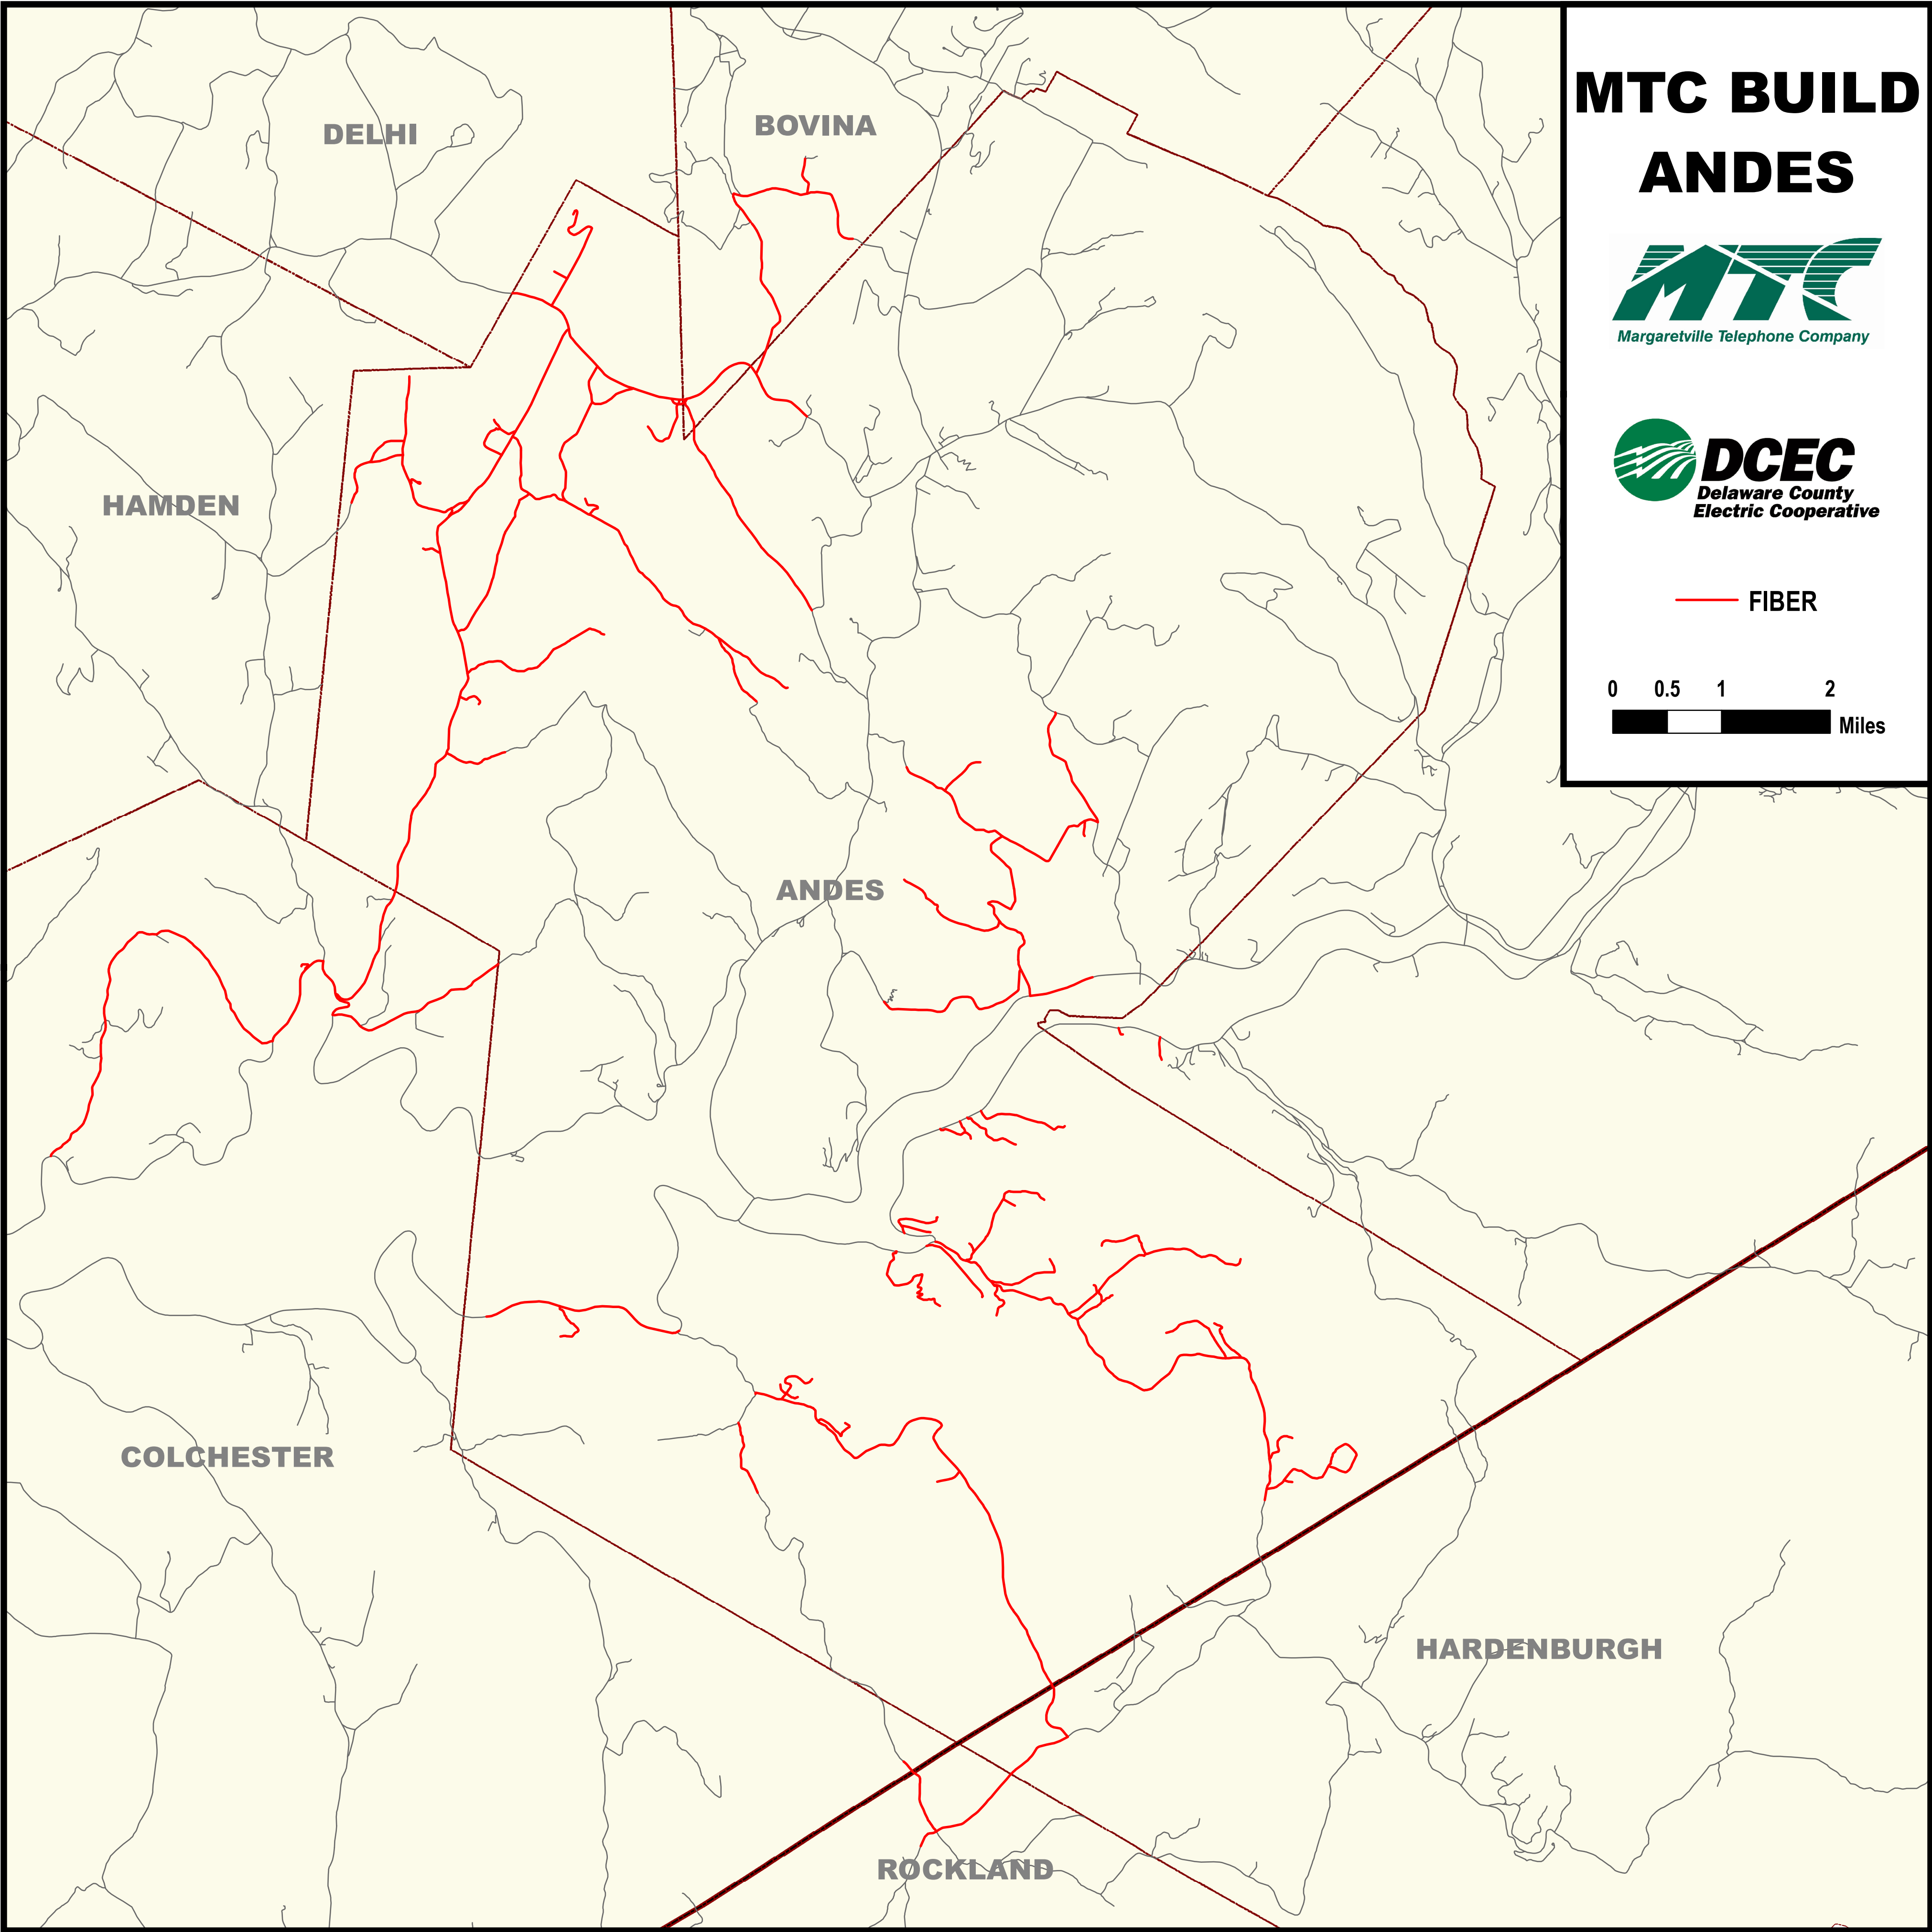 MTC BUILD
ANDES
MTC
Margaretville Telephone Company
DCEC
Delaware County
Electric Cooperative
FIBER
0 0.5 1 2
Miles
DELHI
BOVINA
HAMDEN
ANDES
COLCHESTER
HARDENBURGH
ROCKLAND